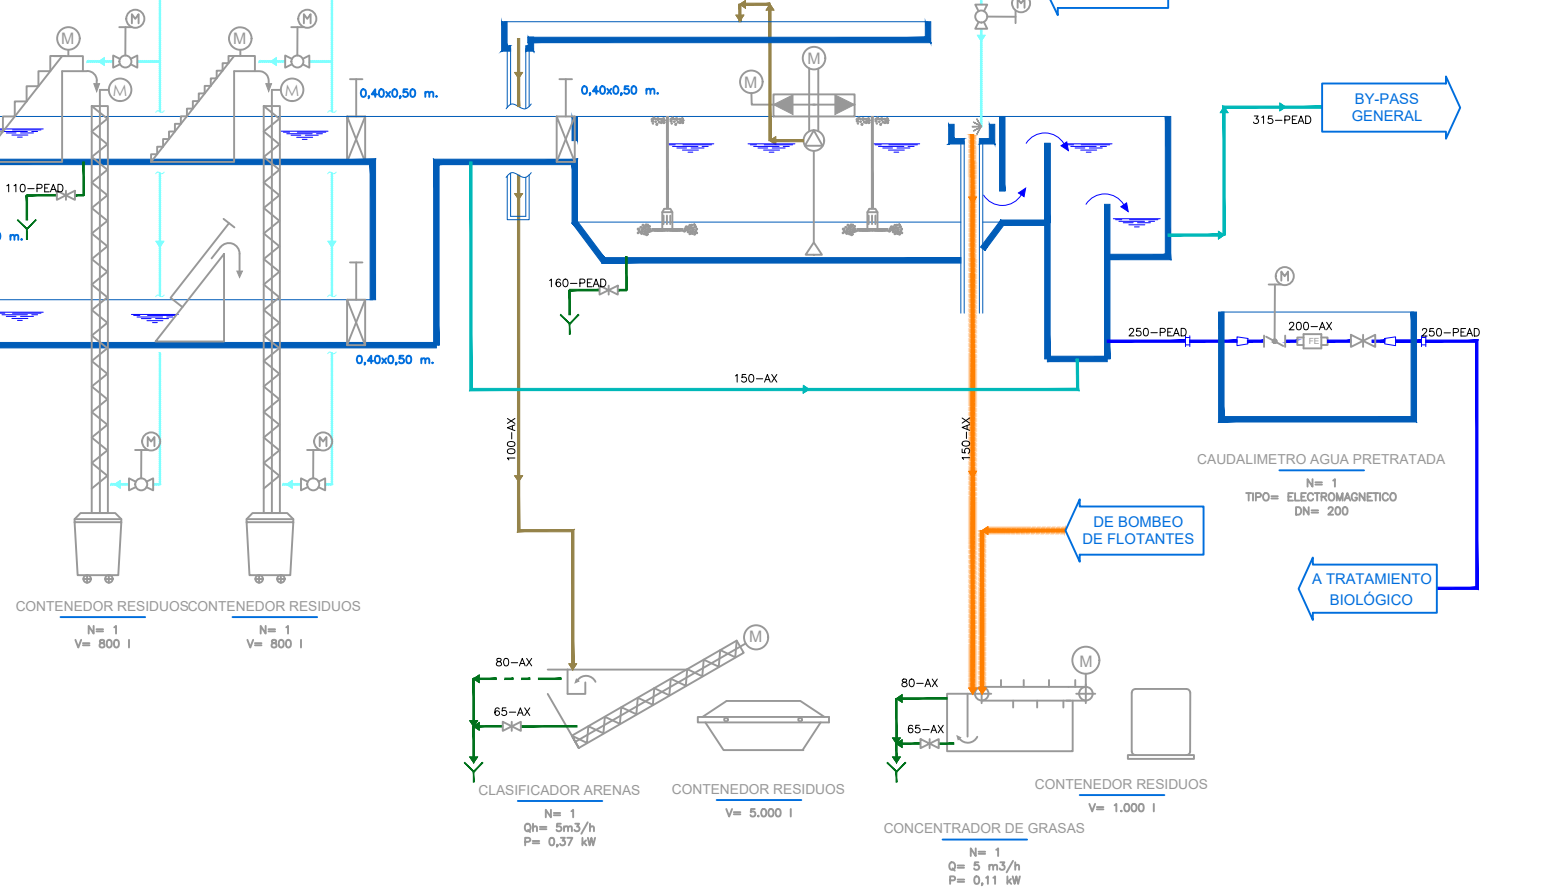 M
M
M
M
M
M
M
M
M
0,40x0,50 m.
0,40x0,50 m.
BY-PASS
GENERAL
315-PEAD
110-PEAD
m.
160-PEAD
M
250-PEAD
200-AX
250-PEAD
FE
0,40x0,50 m.
150-AX
100-AX
150-AX
M
M
CAUDALIMETRO AGUA PRETRATADA
N= 1
TIPO= ELECTROMAGNETICO
DN= 200
DE BOMBEO
DE FLOTANTES
A TRATAMIENTO
BIOLÓGICO
CONTENEDOR RESIDUOS
N= 1
V= 800 l
CONTENEDOR RESIDUOS
N= 1
V= 800 l
M
80-AX
65-AX
M
80-AX
65-AX
CLASIFICADOR ARENAS
N= 1
Qh= 5m3/h
P= 0,37 kW
CONTENEDOR RESIDUOS
V= 5.000 l
CONTENEDOR RESIDUOS
V= 1.000 l
CONCENTRADOR DE GRASAS
N= 1
Q= 5 m3/h
P= 0,11 kW